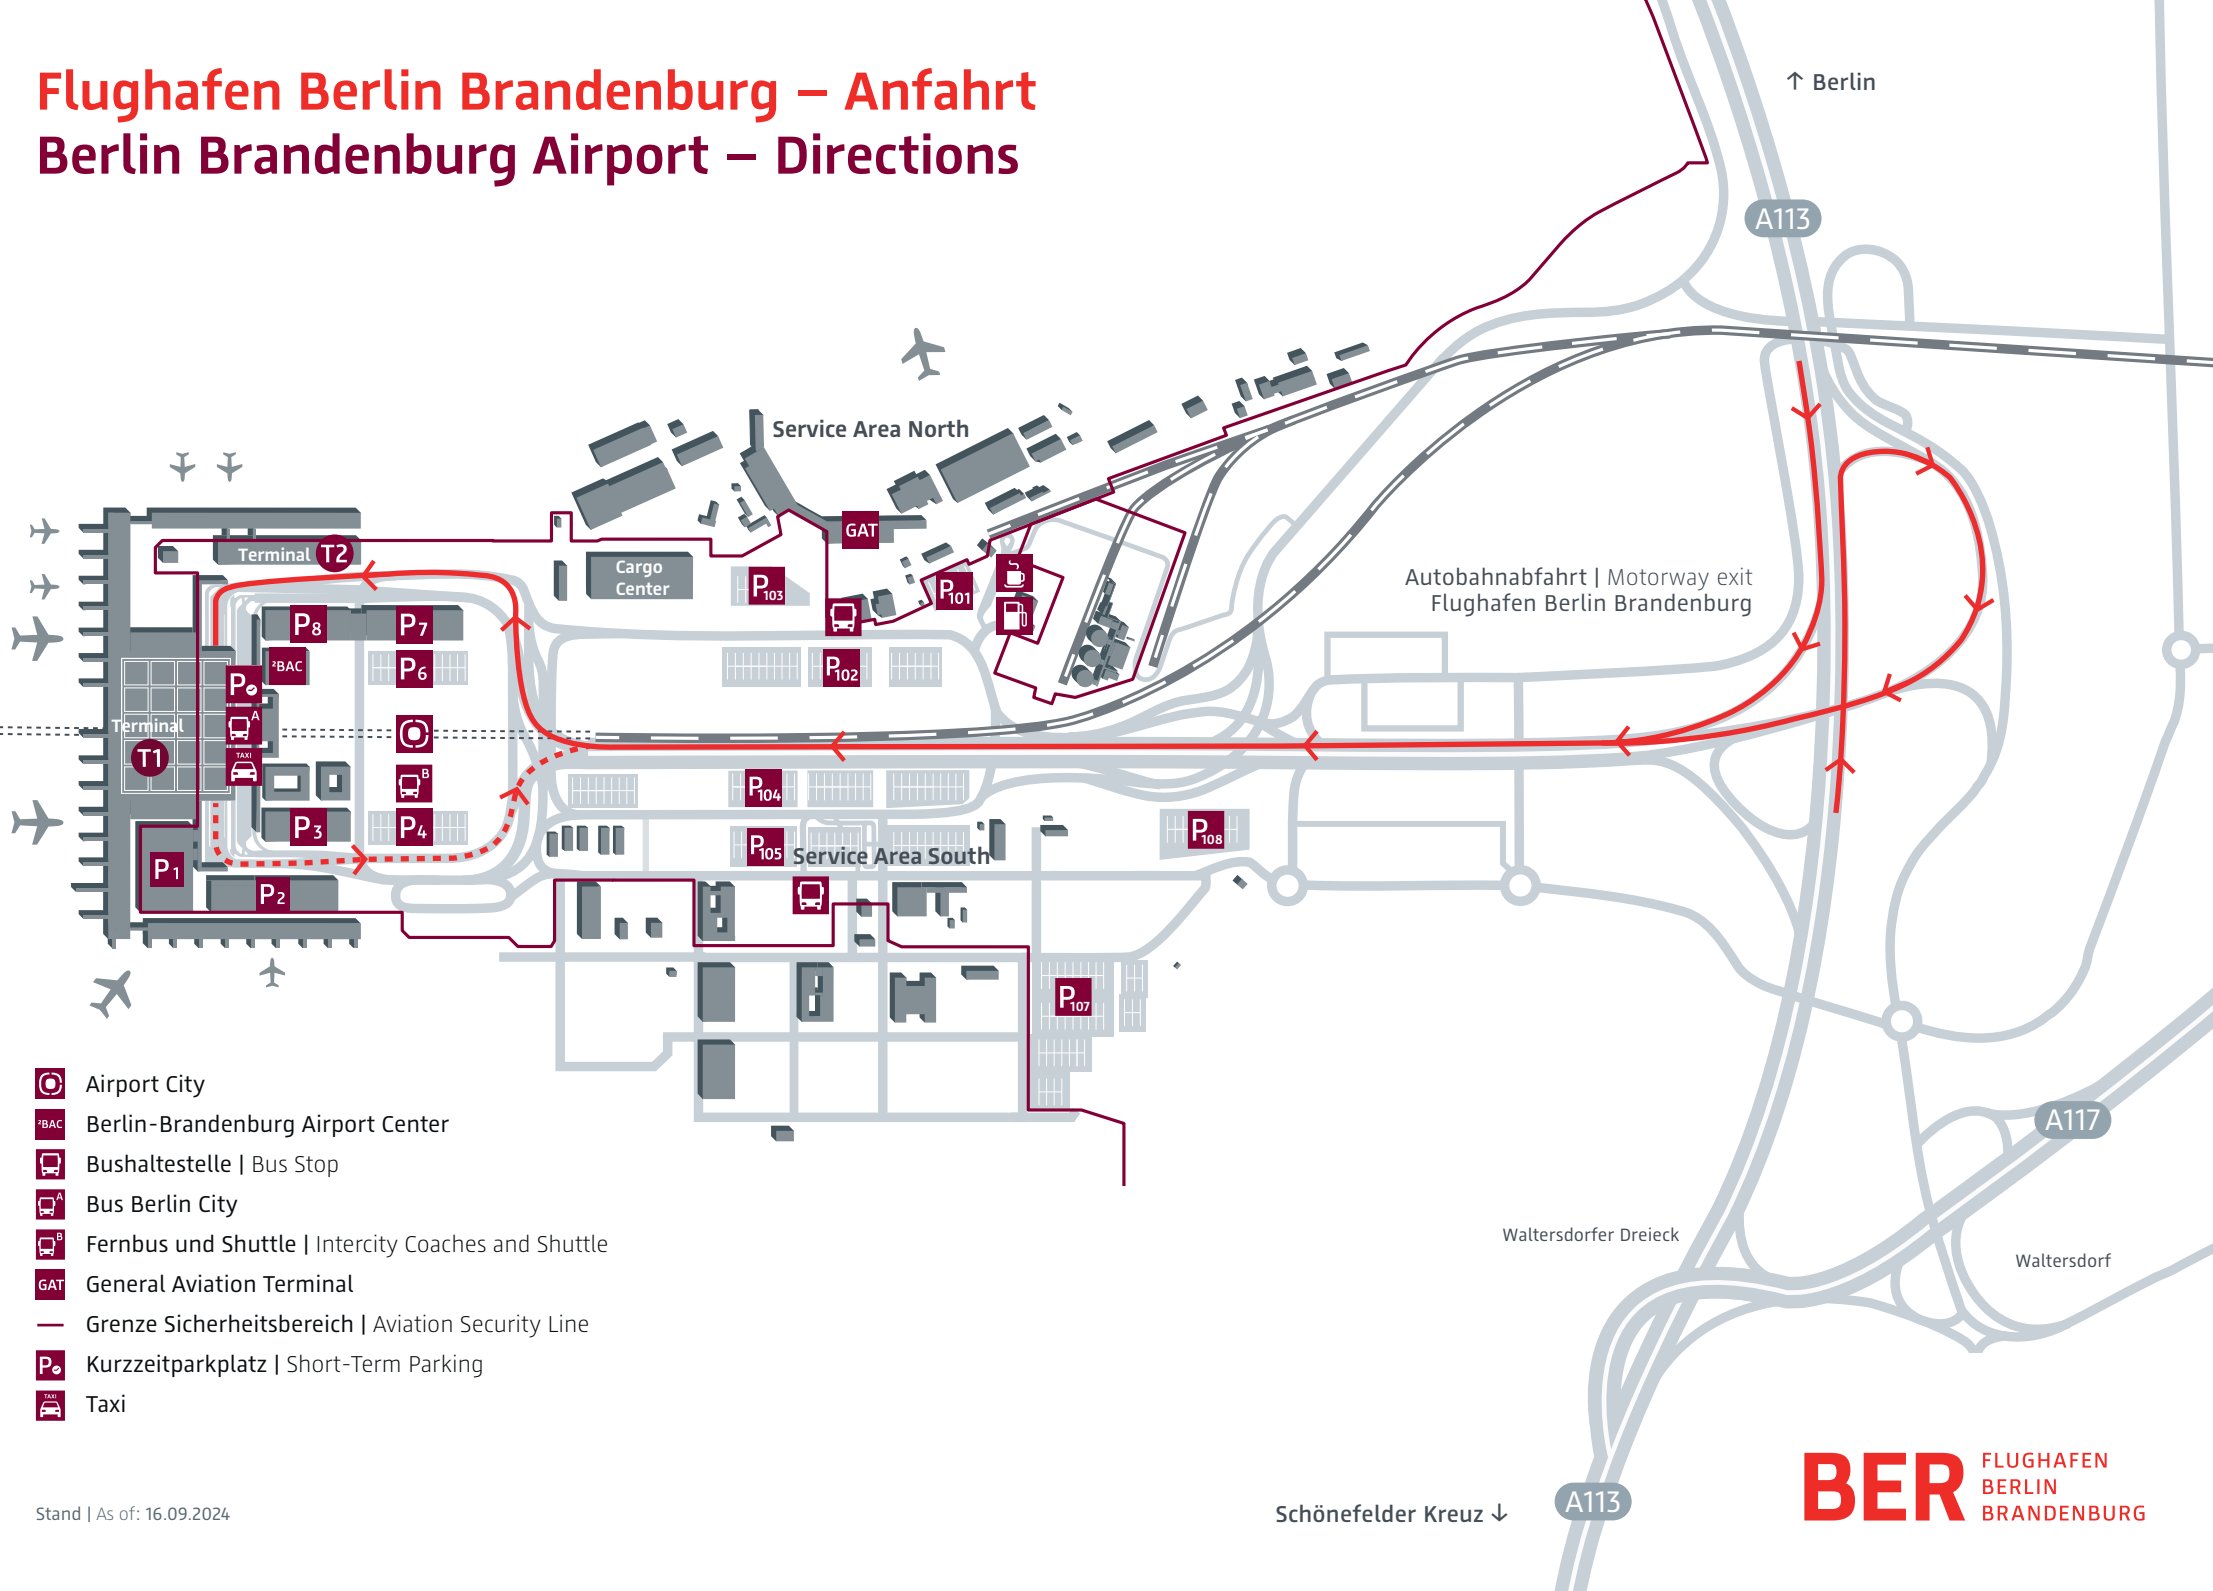 Flughafen Berlin Brandenburg – Anfahrt
Berlin Brandenburg Airport – Directions
↑ Berlin
A113
Service Area North
GAT
Terminal T2
Cargo
Center
P103
P101
Autobahnabfahrt | Motorway exit
Flughafen Berlin Brandenburg
P8
P7
²BAC
P6
P102
P
A
Terminal
T1
TAXI
B
P104
P3
P4
P105
Service Area South
P108
P1
P2
P107
Airport City
²BAC Berlin-Brandenburg Airport Center
Bushaltestelle | Bus Stop
A Bus Berlin City
B Fernbus und Shuttle | Intercity Coaches and Shuttle
GAT General Aviation Terminal
Grenze Sicherheitsbereich | Aviation Security Line
P Kurzzeitparkplatz | Short-Term Parking
TAXI Taxi
A117
Waltersdorfer Dreieck
Waltersdorf
Stand | As of: 16.09.2024
Schönefelder Kreuz ↓
A113
BER
FLUGHAFEN
BERLIN
BRANDENBURG